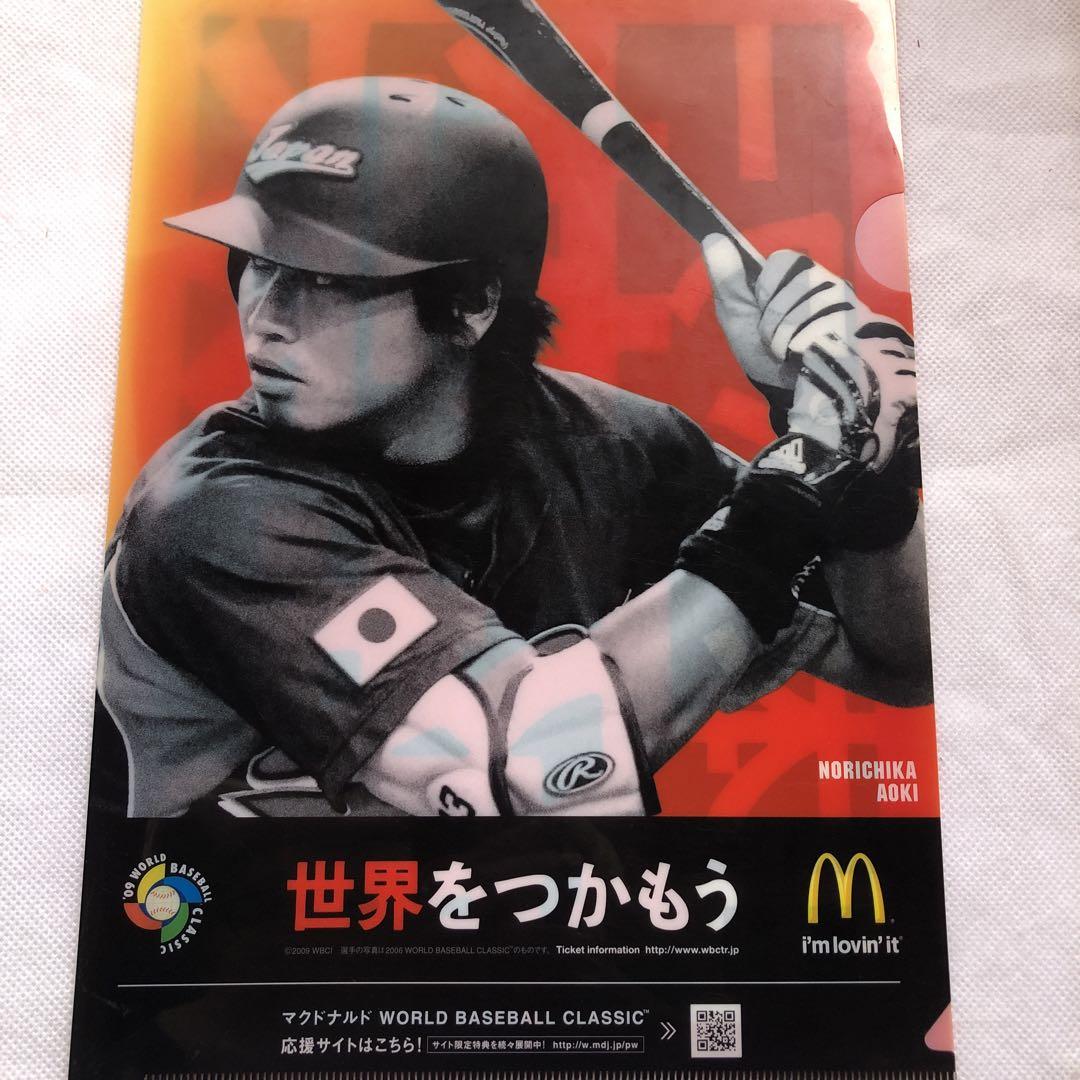 Japan
NORICHIKA
AOKI
R
3
'09 WORLD BASEBALL CLASSIC
世界をつかもう
M
i'm lovin' it®
©2009 WBCI 選手の写真は2006 WORLD BASEBALL CLASSIC™のものです。 Ticket information http://www.wbctr.jp
マクドナルド WORLD BASEBALL CLASSIC™
応援サイトはこちら! サイト限定特典を続々展開中! http://w.mdj.jp/pw